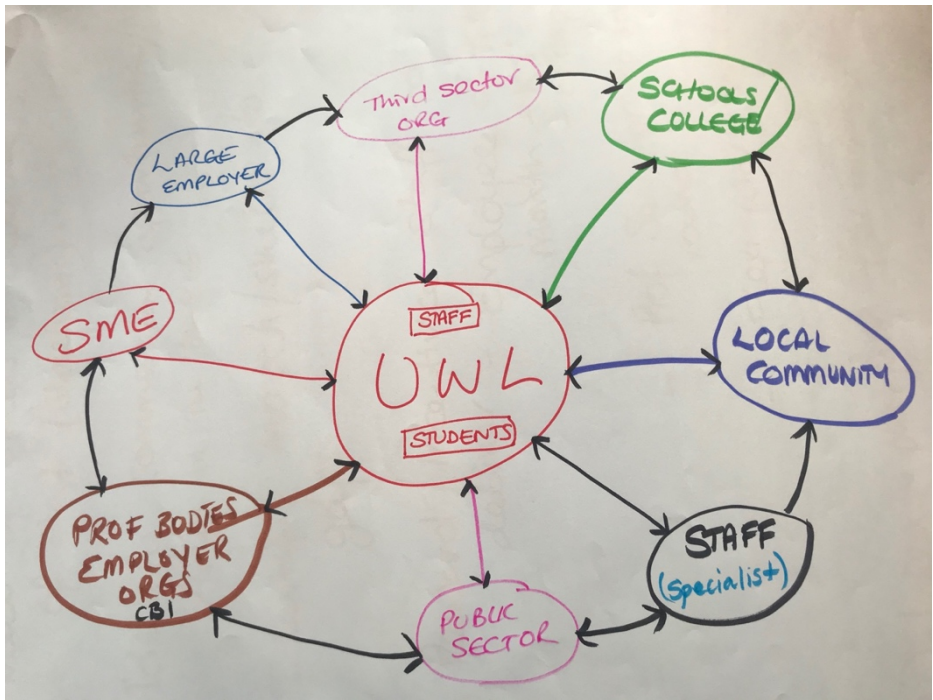 Third Sector
ORG
SCHOOLS/
COLLEGE
LARGE
EMPLOYER
SME
STAFF
UWL
STUDENTS
LOCAL
COMMUNITY
PROF BODIES
EMPLOYER
ORGS
CBI
STAFF
(Specialist)
PUBLIC
SECTOR